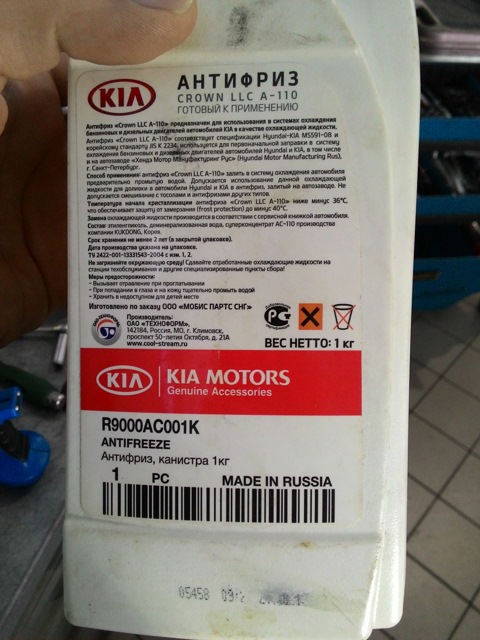 KIA
АНТИФРИЗ
CROWN LLC A-110
ГОТОВЫЙ К ПРИМЕНЕНИЮ
Антифриз «Crown LLC A-110» предназначен для использования в системах охлаждения
бензиновых и дизельных двигателей автомобилей KIA в качестве охлаждающей жидкости.
Антифриз «Crown LLC A-110» соответствует спецификации Hyundai-KIA MS591-08 и
корейскому стандарту JIS K 2234, используется для первоначальной заправки в систему
охлаждения бензиновых и дизельных двигателей автомобилей Hyundai и KIA, в том числе
и на автозаводе «Хендэ Мотор Мануфактуринг Рус» (Hyundai Motor Manufacturing Rus),
г. Санкт-Петербург.
Способ применения: антифриз «Crown LLC A-110» залить в систему охлаждения автомобиля
предварительно промытую водой. Допускается использование данной охлаждающей
жидкости для доливки в автомобили Hyundai и KIA в антифриз, залитый на автозаводе. Не
допускается смешение с тосолами и антифризами других типов.
Температура начала кристаллизации антифриза «Crown LLC A-110» ниже минус 36°C,
что обеспечивает защиту от замерзания (frost protection) до минус 40°C.
Замена охлаждающей жидкости производится в соответствии с сервисной книжкой автомобиля.
Состав: этиленгликоль, деминерализованная вода, суперконцентрат AC-110 производства
компании KUKDONG, Корея.
Срок хранения не менее 2 лет (в закрытой упаковке).
Дата производства указана на упаковке.
ТУ 2422-001-13331543-2004 с изм. 1, 2.
Не загрязняйте окружающую среду! Сдавайте отработанные охлаждающие жидкости на
станции техобслуживания и другие специализированные пункты сбора!
Меры предосторожности:
– Вызывает отравление при проглатывании
– При попадании в глаза и на кожу тщательно промыть водой
– Хранить в недоступном для детей месте
Изготовлено по заказу ООО «МОБИС ПАРТС СНГ»
Производитель:
ОАО «ТЕХНОФОРМ»,
142184, Россия, МО, г. Климовск,
проспект 50-летия Октября, д. 21А
www.cool-stream.ru
ВЕС НЕТТО: 1 кг
KIA
KIA MOTORS
Genuine Accessories
R9000AC001K
ANTIFREEZE
Антифриз, канистра 1кг
1 PC MADE IN RUSSIA
05458